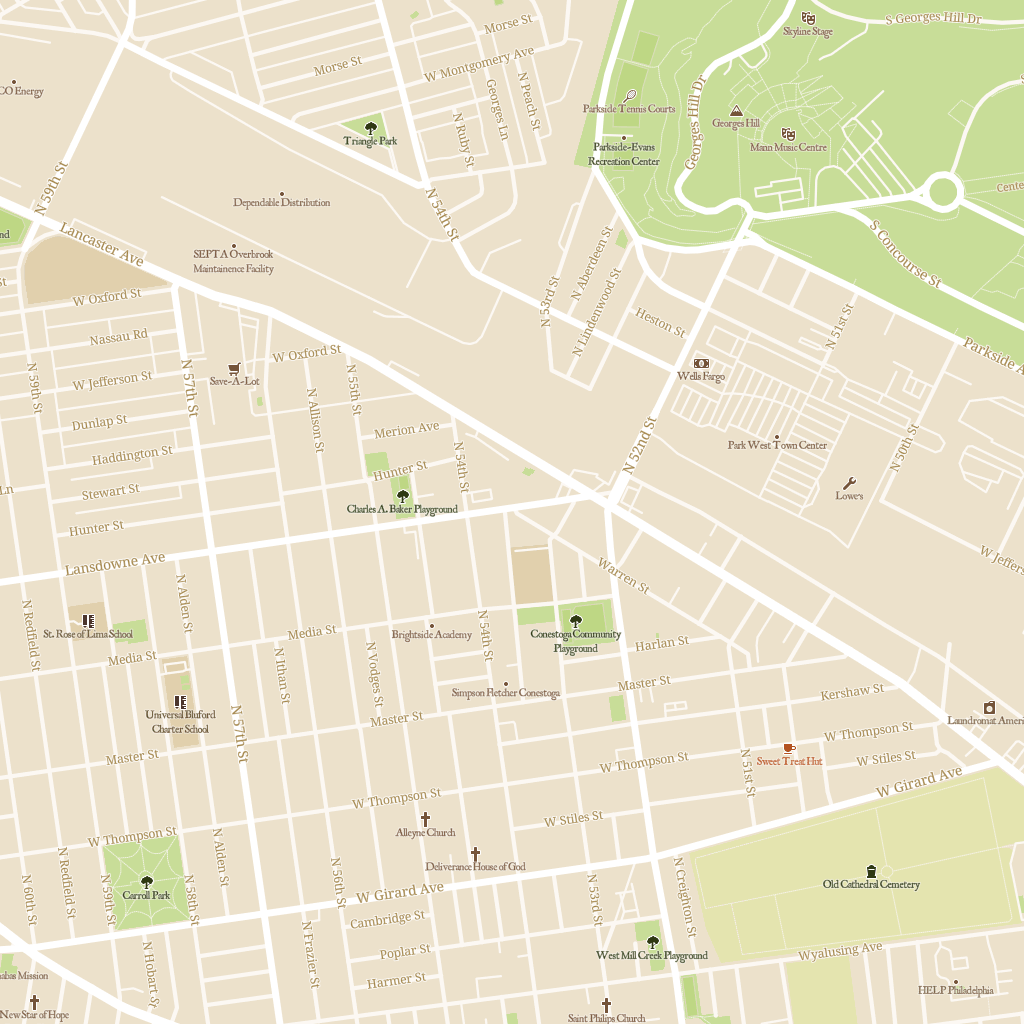 S Georges Hill Dr
Morse St
Skyline Stage
Morse St
W Montgomery Ave
CO Energy
Georges Ln
N Peach St
Georges Hill Dr
Parkside Tennis Courts
Georges Hill
N Ruby St
Triangle Park
Parkside-Evans
Recreation Center
Mann Music Centre
N 59th St
Dependable Distribution
N 54th St
Lancaster Ave
SEPTA Overbrook
Maintainence Facility
N Aberdeen St
S Concourse St
W Oxford St
N 53rd St
N Lindenwood St
Heston St
N 51st St
Nassau Rd
W Oxford St
Parkside A
N 59th St
W Jefferson St
N 57th St
Save-A-Lot
N 55th St
Wells Fargo
Dunlap St
N Allison St
Merion Ave
N 52nd St
Park West Town Center
N 50th St
Haddington St
Hunter St
N 54th St
Ln
Stewart St
Charles A. Baker Playground
Lowe's
Hunter St
Lansdowne Ave
Warren St
W Jeffers
N Alden St
N Redfield St
St. Rose of Lima School
Media St
Brightside Academy
N 54th St
Conestoga Community
Playground
Harlan St
Media St
N Ithan St
N Vodges St
Simpson Fletcher Conestoga
Master St
Kershaw St
Universal Bluford
Charter School
N 57th St
Master St
Laundromat Ameri
W Thompson St
Master St
W Thompson St
N 51st St
Sweet Treat Hut
W Stiles St
W Girard Ave
W Thompson St
W Stiles St
W Thompson St
Alleyne Church
N Alden St
Deliverance House of God
N Redfield St
N 60th St
N 59th St
Carroll Park
N 58th St
N 56th St
W Girard Ave
N 53rd St
N Creighton St
Old Cathedral Cemetery
Cambridge St
N Frazier St
Poplar St
West Mill Creek Playground
Wyalusing Ave
N Hobart St
abas Mission
Harmer St
HELP Philadelphia
New Star of Hope
Saint Philips Church